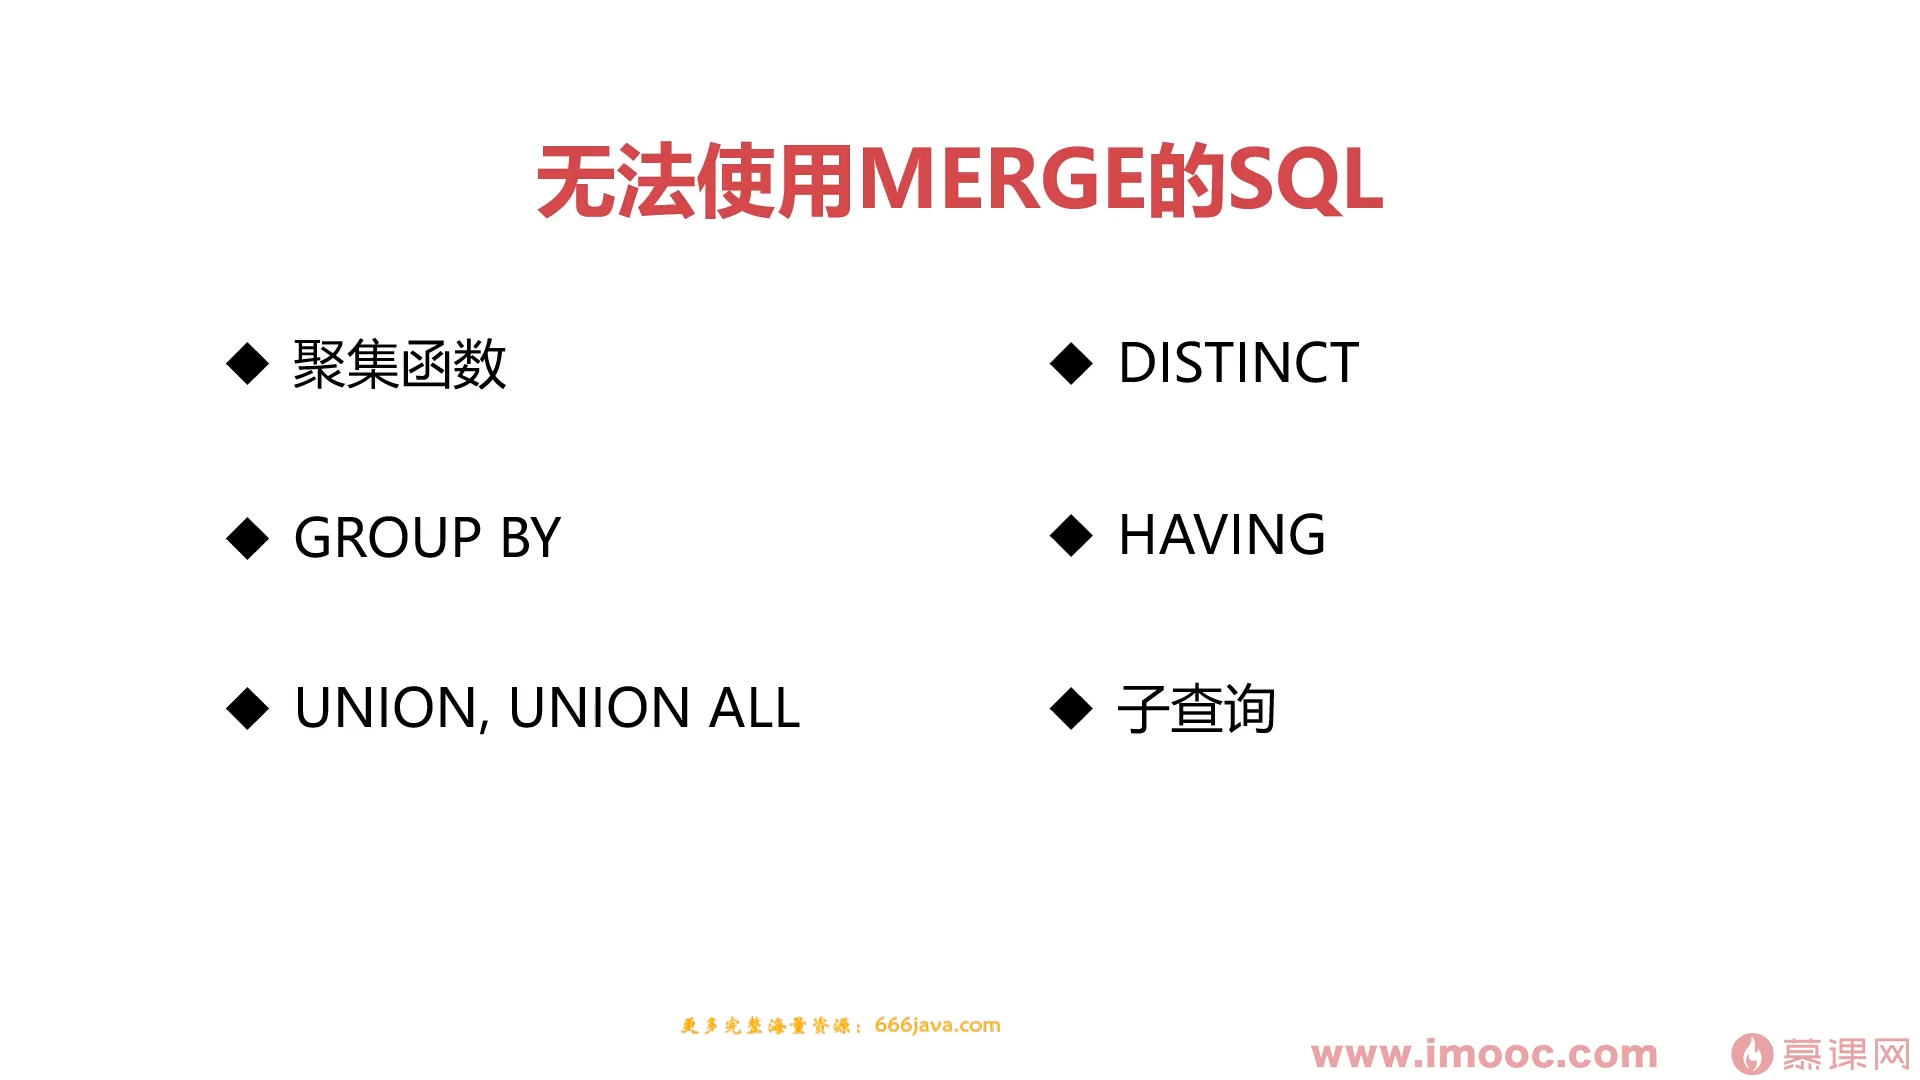 无法使用MERGE的SQL
◆ 聚集函数
◆ DISTINCT
◆ GROUP BY
◆ HAVING
◆ UNION, UNION ALL
◆ 子查询
更多完整海量资源：666java.com
www.imooc.com 慕课网